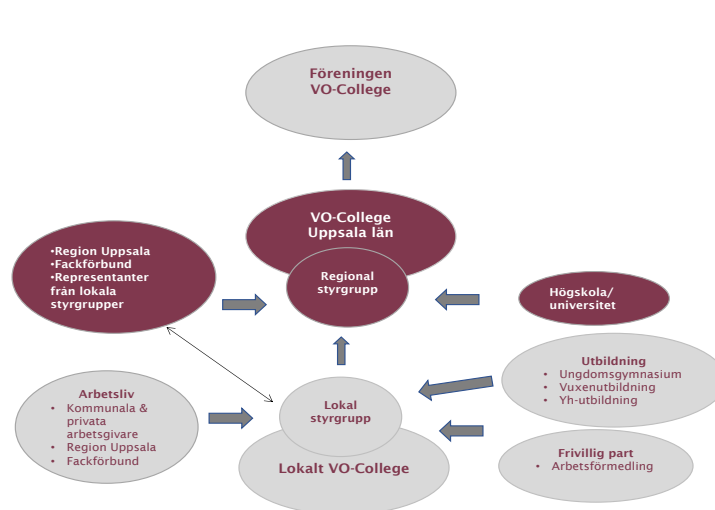 Föreningen
VO-College
VO-College
Uppsala län
Regional
styrgrupp
•Region Uppsala
•Fackförbund
•Representanter
från lokala
styrgrupper
Högskola/
universitet
Utbildning
• Ungdomsgymnasium
• Vuxenutbildning
• Yh-utbildning
Arbetsliv
• Kommunala &
privata
arbetsgivare
• Region Uppsala
• Fackförbund
Lokal
styrgrupp
Lokalt VO-College
Frivillig part
• Arbetsförmedling